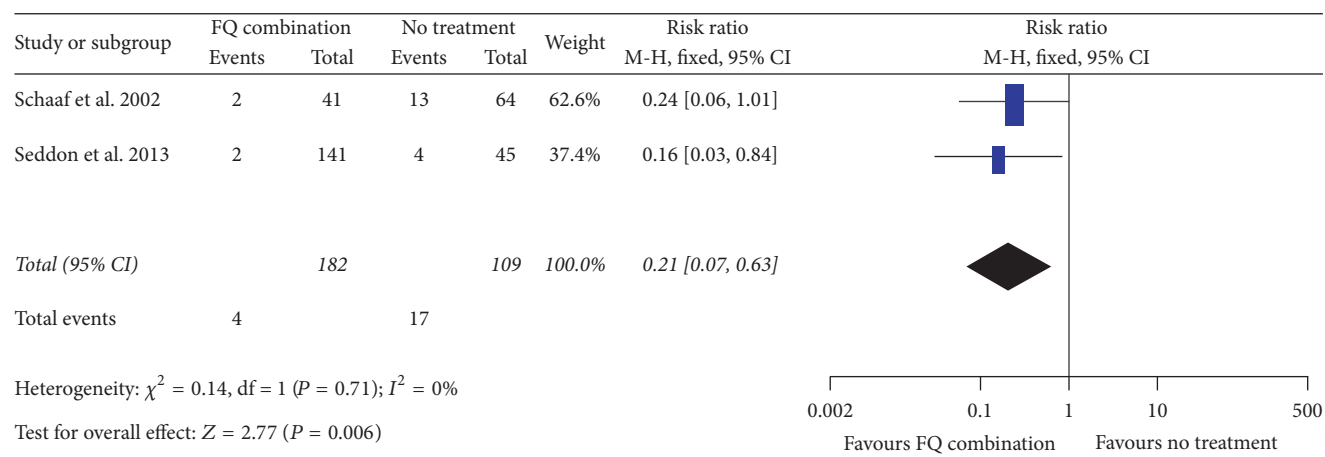 Study or subgroup FQ combination No treatment Weight Risk ratio Risk ratio
Events Total Events Total M-H, fixed, 95% CI M-H, fixed, 95% CI
Schaaf et al. 2002 2 41 13 64 62.6% 0.24 [0.06, 1.01]
Seddon et al. 2013 2 141 4 45 37.4% 0.16 [0.03, 0.84]
Total (95% CI) 182 109 100.0% 0.21 [0.07, 0.63]
Total events 4 17
Heterogeneity: χ² = 0.14, df = 1 (P = 0.71); I² = 0%
Test for overall effect: Z = 2.77 (P = 0.006)
0.002 0.1 1 10 500
Favours FQ combination Favours no treatment